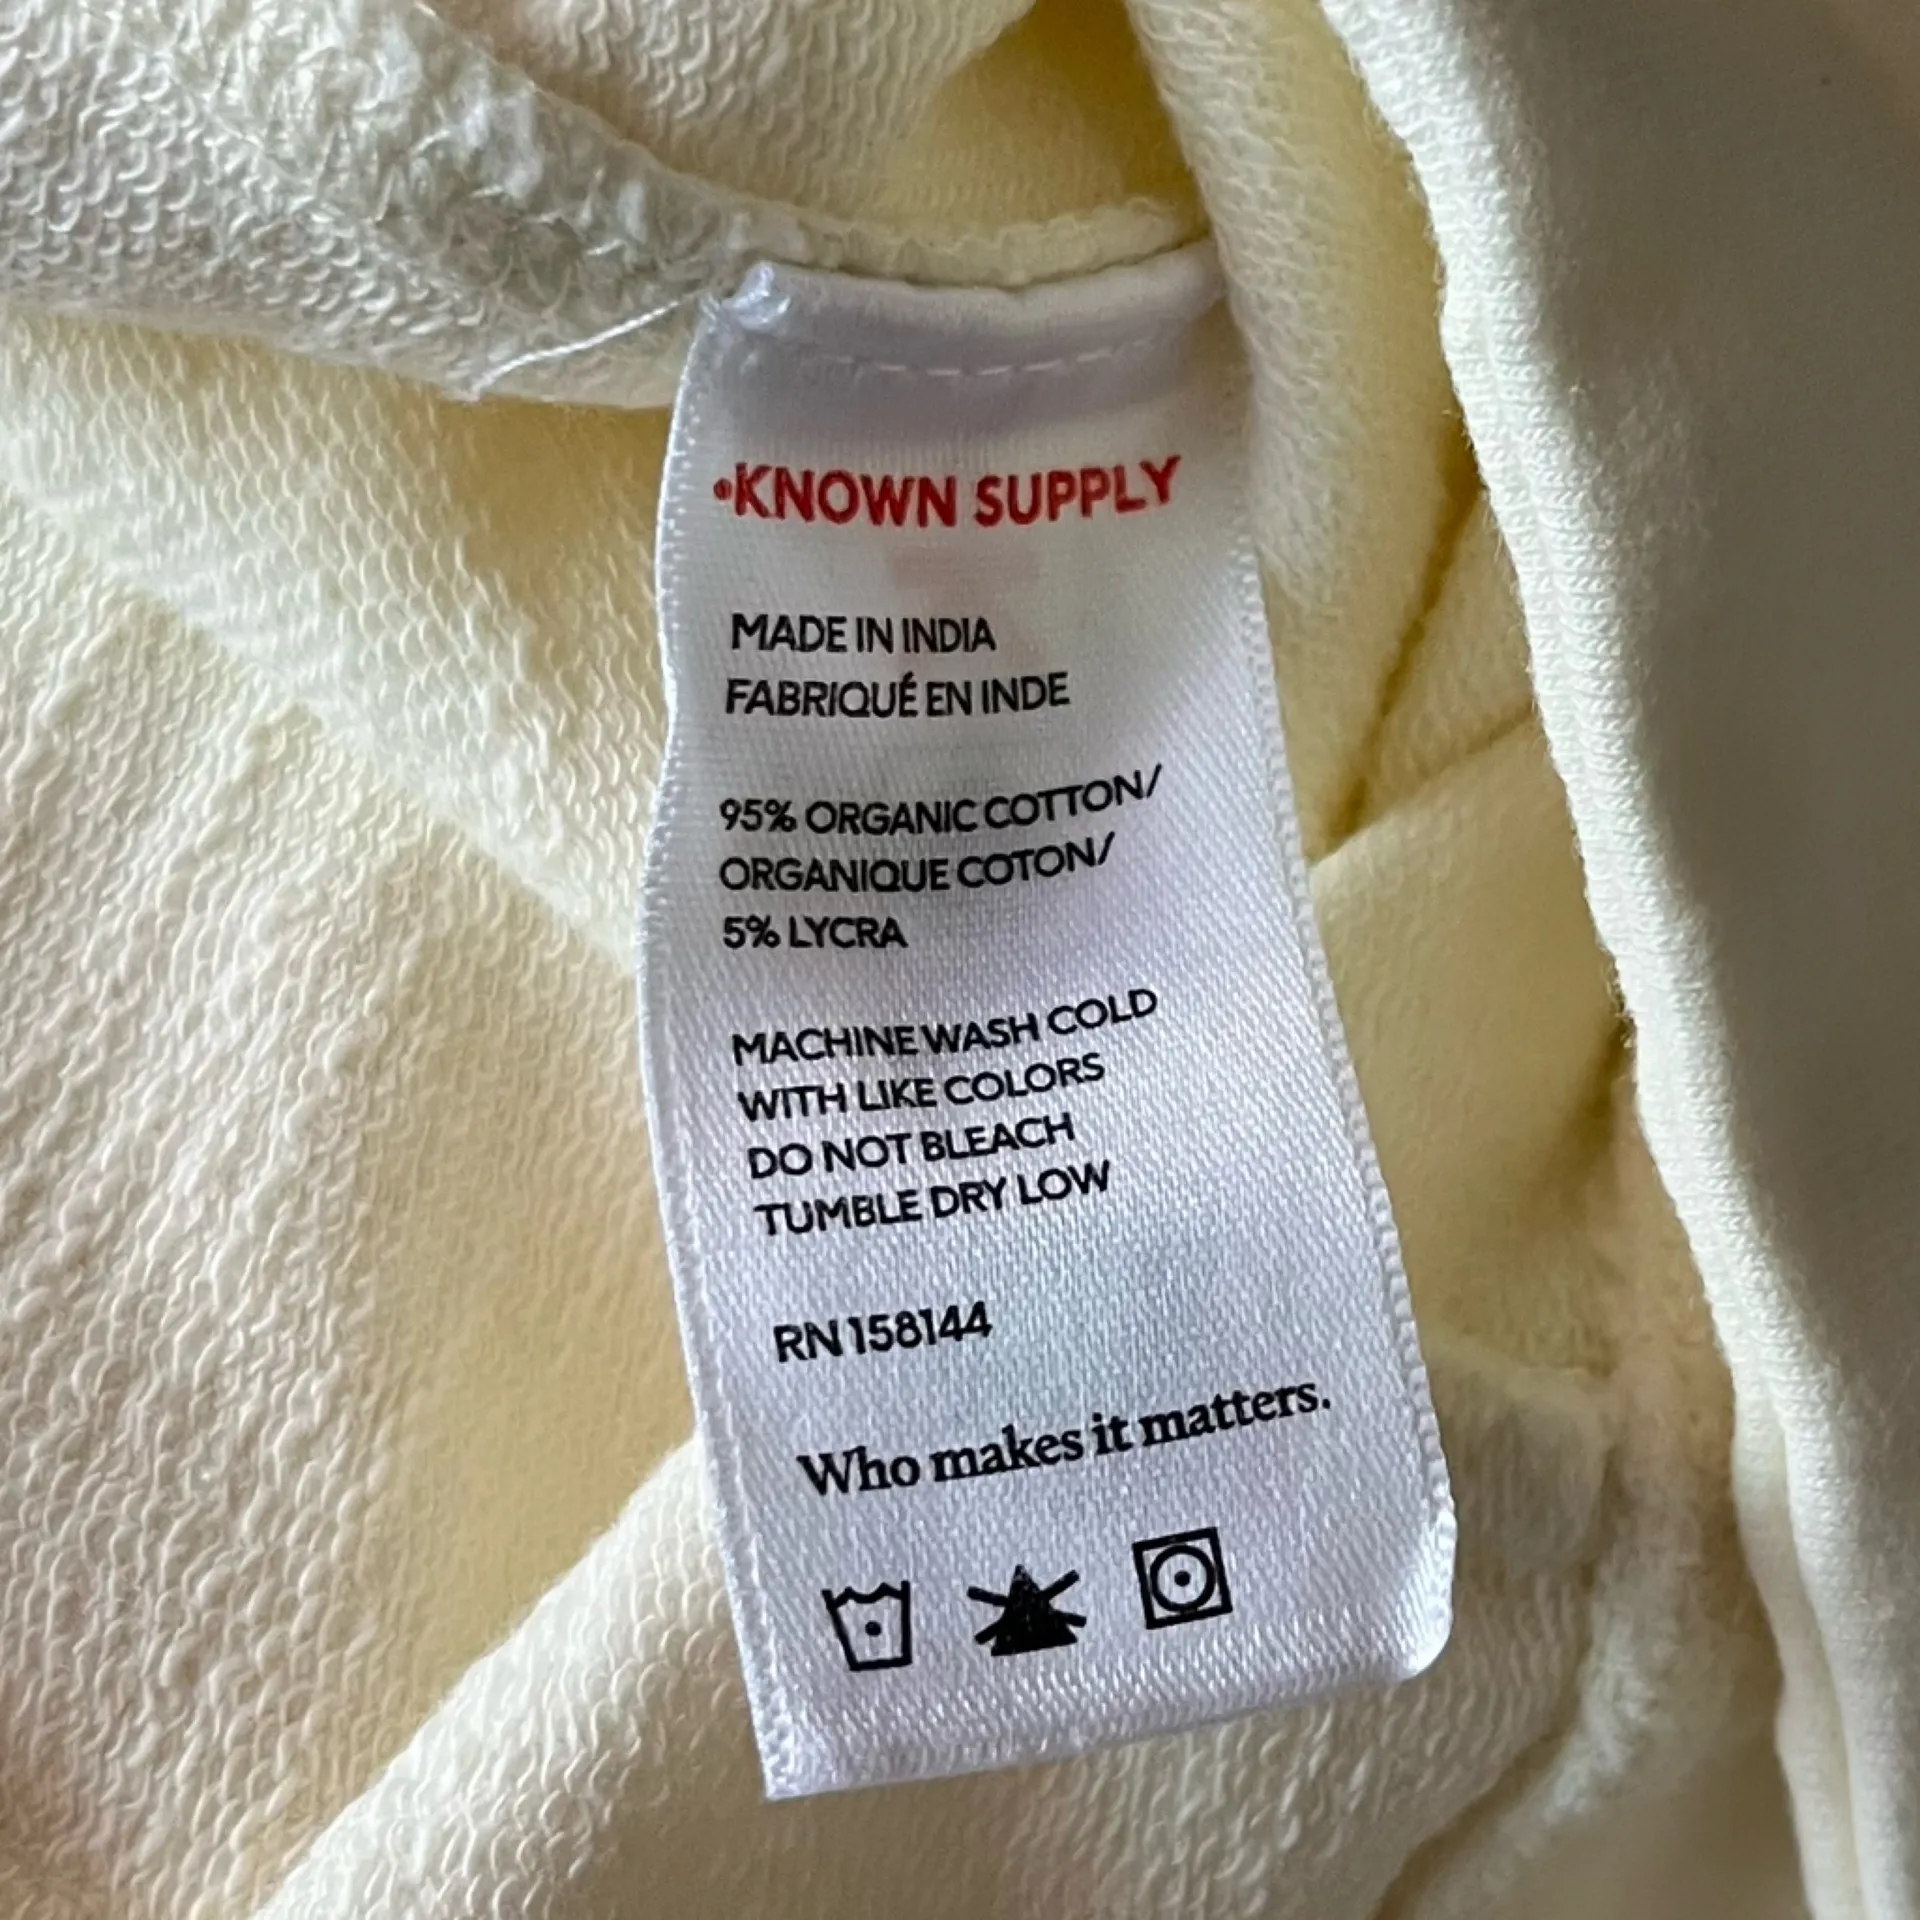 •KNOWN SUPPLY
MADE IN INDIA
FABRIQUÉ EN INDE
95% ORGANIC COTTON/
ORGANIQUE COTON/
5% LYCRA
MACHINE WASH COLD
WITH LIKE COLORS
DO NOT BLEACH
TUMBLE DRY LOW
RN 158144
Who makes it matters.